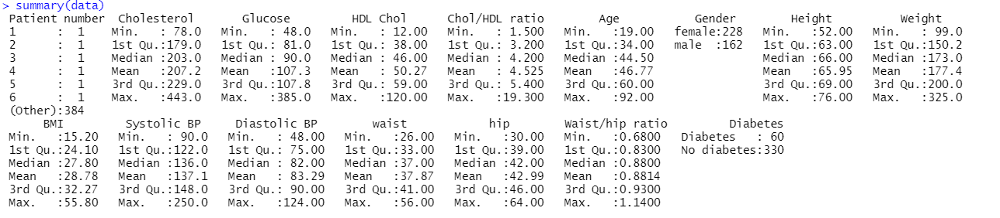 > summary(data)
Patient number Cholesterol Glucose HDL Chol Chol/HDL ratio Age Gender Height Weight
1 : 1 Min. : 78.0 Min. : 48.0 Min. : 12.00 Min. : 1.500 Min. :19.00 female:228 Min. :52.00 Min. : 99.0
2 : 1 1st Qu.:179.0 1st Qu.: 81.0 1st Qu.: 38.00 1st Qu.: 3.200 1st Qu.:34.00 male :162 1st Qu.:63.00 1st Qu.:150.2
3 : 1 Median :203.0 Median : 90.0 Median : 46.00 Median : 4.200 Median :44.50 Median :66.00 Median :173.0
4 : 1 Mean :207.2 Mean :107.3 Mean : 50.27 Mean : 4.525 Mean :46.77 Mean :65.95 Mean :177.4
5 : 1 3rd Qu.:229.0 3rd Qu.:107.8 3rd Qu.: 59.00 3rd Qu.: 5.400 3rd Qu.:60.00 3rd Qu.:69.00 3rd Qu.:200.0
6 : 1 Max. :443.0 Max. :385.0 Max. :120.00 Max. :19.300 Max. :92.00 Max. :76.00 Max. :325.0
(Other):384
BMI Systolic BP Diastolic BP waist hip Waist/hip ratio Diabetes
Min. :15.20 Min. : 90.0 Min. : 48.00 Min. :26.00 Min. :30.00 Min. :0.6800 Diabetes : 60
1st Qu.:24.10 1st Qu.:122.0 1st Qu.: 75.00 1st Qu.:33.00 1st Qu.:39.00 1st Qu.:0.8300 No diabetes:330
Median :27.80 Median :136.0 Median : 82.00 Median :37.00 Median :42.00 Median :0.8800
Mean :28.78 Mean :137.1 Mean : 83.29 Mean :37.87 Mean :42.99 Mean :0.8814
3rd Qu.:32.27 3rd Qu.:148.0 3rd Qu.: 90.00 3rd Qu.:41.00 3rd Qu.:46.00 3rd Qu.:0.9300
Max. :55.80 Max. :250.0 Max. :124.00 Max. :56.00 Max. :64.00 Max. :1.1400